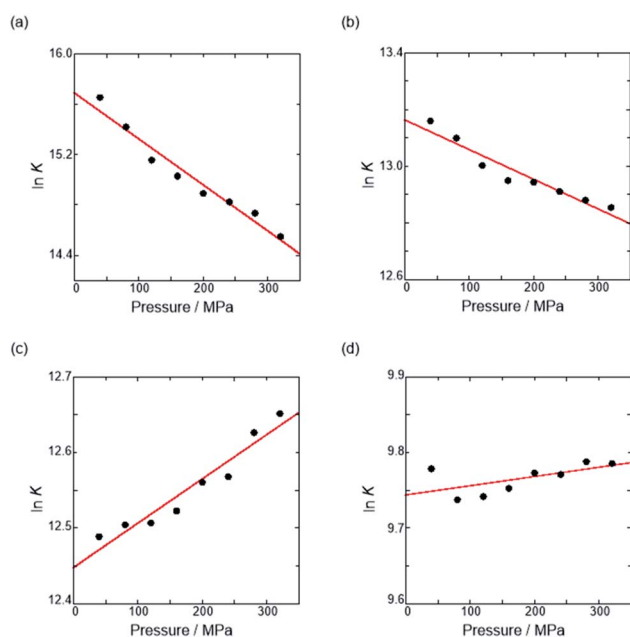 (a)
16.0
15.2
14.4
ln K
0 100 200 300
Pressure / MPa
(b)
13.4
13.0
12.6
ln K
0 100 200 300
Pressure / MPa
(c)
12.7
12.6
12.5
12.4
ln K
0 100 200 300
Pressure / MPa
(d)
9.9
9.8
9.7
9.6
ln K
0 100 200 300
Pressure / MPa